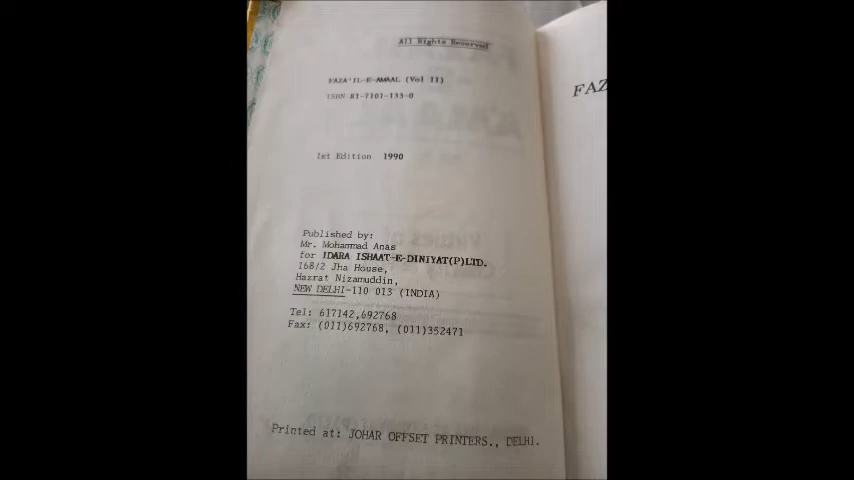 All Rights Reserved
FAZA'IL-E-AMAAL (Vol II)
ISBN 81-7101-133-0
1st Edition 1990
Published by:
Mr. Mohammad Anas
for IDARA ISHAAT-E-DINIYAT(P)LTD.
168/2 Jha House,
Hazrat Nizamuddin,
NEW DELHI-110 013 (INDIA)
Tel: 617142,692768
Fax: (011)692768, (011)352471
Printed at: JOHAR OFFSET PRINTERS., DELHI.
FAZ